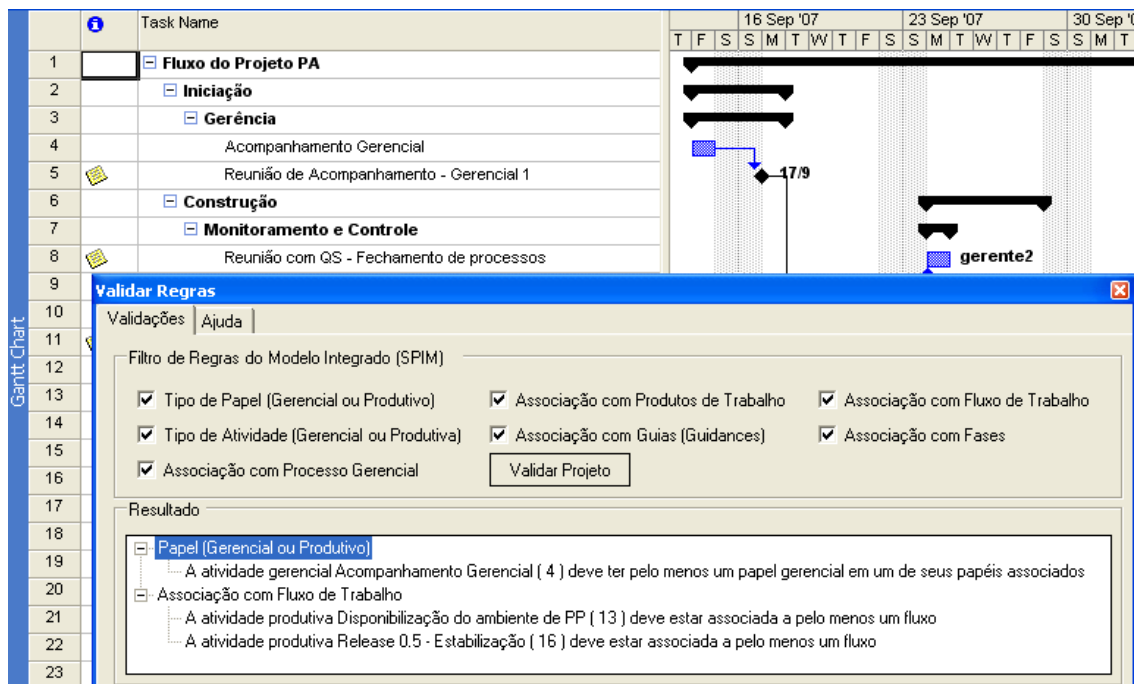 Task Name 16 Sep '07 23 Sep '07 30 Sep '0
T F S S M T W T F S S M T W T F S S M T
1 Fluxo do Projeto PA
2 Iniciação
3 Gerência
4 Acompanhamento Gerencial
5 Reunião de Acompanhamento - Gerencial 1 17/9
6 Construção
7 Monitoramento e Controle
8 Reunião com QS - Fechamento de processos gerente2
9
10
11
12
13
14
15
16
17
18
19
20
21
22
23
Gantt Chart
Validar Regras
Validações Ajuda
Filtro de Regras do Modelo Integrado (SPIM)
Tipo de Papel (Gerencial ou Produtivo) Associação com Produtos de Trabalho Associação com Fluxo de Trabalho
Tipo de Atividade (Gerencial ou Produtiva) Associação com Guias (Guidances) Associação com Fases
Associação com Processo Gerencial Validar Projeto
Resultado
Papel (Gerencial ou Produtivo)
A atividade gerencial Acompanhamento Gerencial ( 4 ) deve ter pelo menos um papel gerencial em um de seus papéis associados
Associação com Fluxo de Trabalho
A atividade produtiva Disponibilização do ambiente de PP ( 13 ) deve estar associada a pelo menos um fluxo
A atividade produtiva Release 0.5 - Estabilização ( 16 ) deve estar associada a pelo menos um fluxo